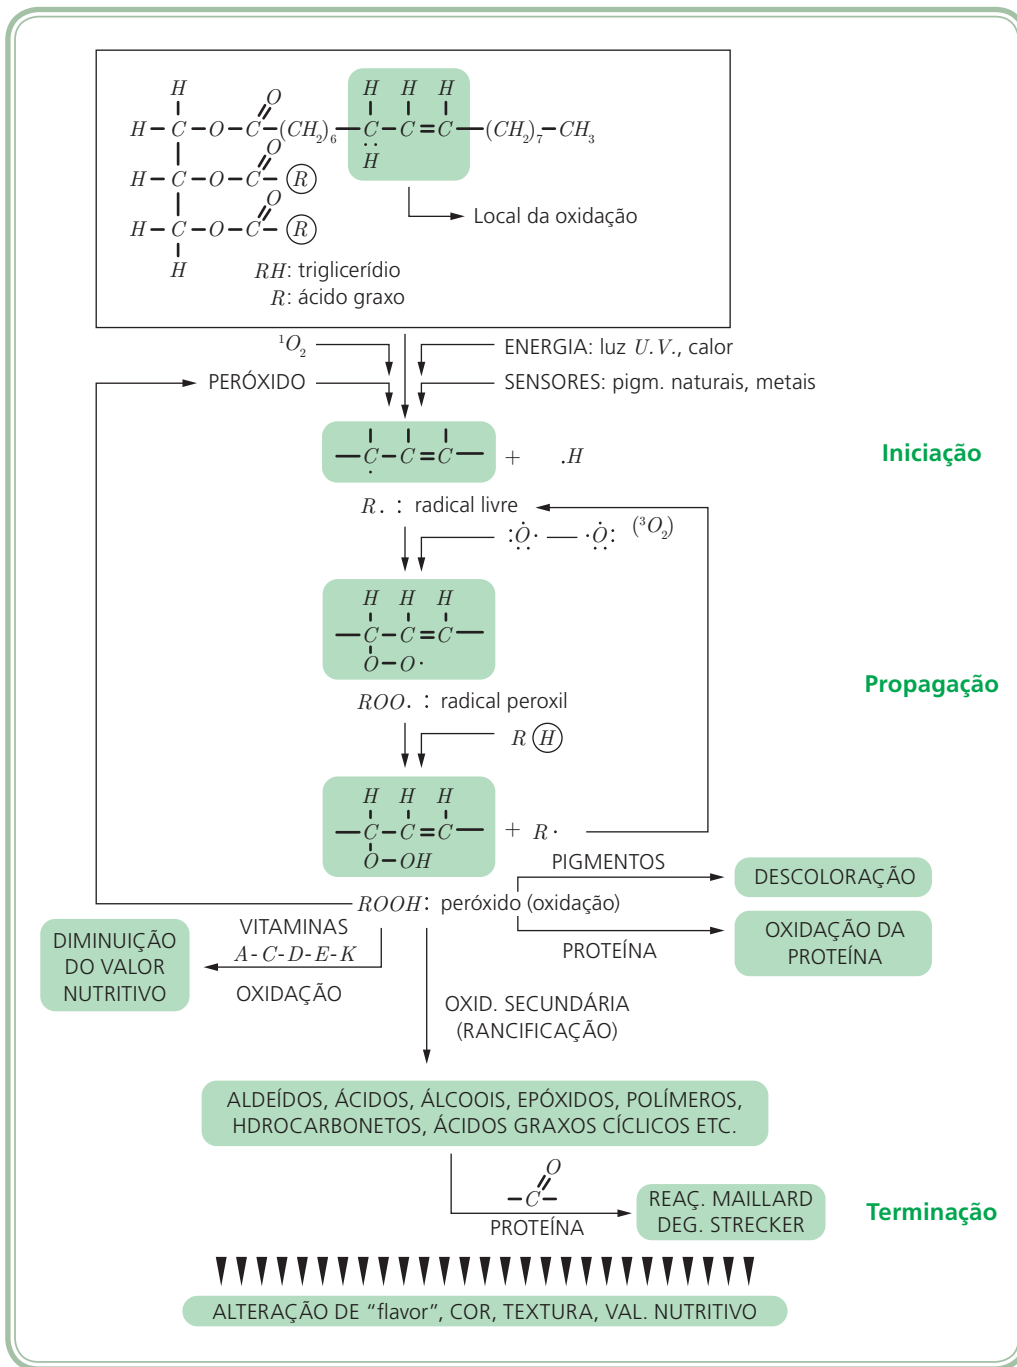 H H H H
O
H – C – O – C –(CH₂)₆– C – C = C –(CH₂)₇– CH₃
H
O
H – C – O – C – R
Local da oxidação
O
H – C – O – C – R
H
RH: triglicerídio
R: ácido graxo
¹O₂
ENERGIA: luz U.V., calor
PERÓXIDO
SENSORES: pigm. naturais, metais
– C – C = C – + .H
Iniciação
R. : radical livre
:Ö· — ·Ö: (³O₂)
H H H
– C – C = C –
O – O ·
Propagação
ROO. : radical peroxil
R H
H H H
– C – C = C – + R ·
O – OH
PIGMENTOS
DESCOLORAÇÃO
ROOH: peróxido (oxidação)
VITAMINAS
A-C-D-E-K
OXIDAÇÃO
DIMINUIÇÃO
DO VALOR
NUTRITIVO
PROTEÍNA
OXIDAÇÃO DA
PROTEÍNA
OXID. SECUNDÁRIA
(RANCIFICAÇÃO)
ALDEÍDOS, ÁCIDOS, ÁLCOOIS, EPÓXIDOS, POLÍMEROS,
HDROCARBONETOS, ÁCIDOS GRAXOS CÍCLICOS ETC.
O
– C –
PROTEÍNA
REAÇ. MAILLARD
DEG. STRECKER
Terminação
ALTERAÇÃO DE “flavor”, COR, TEXTURA, VAL. NUTRITIVO